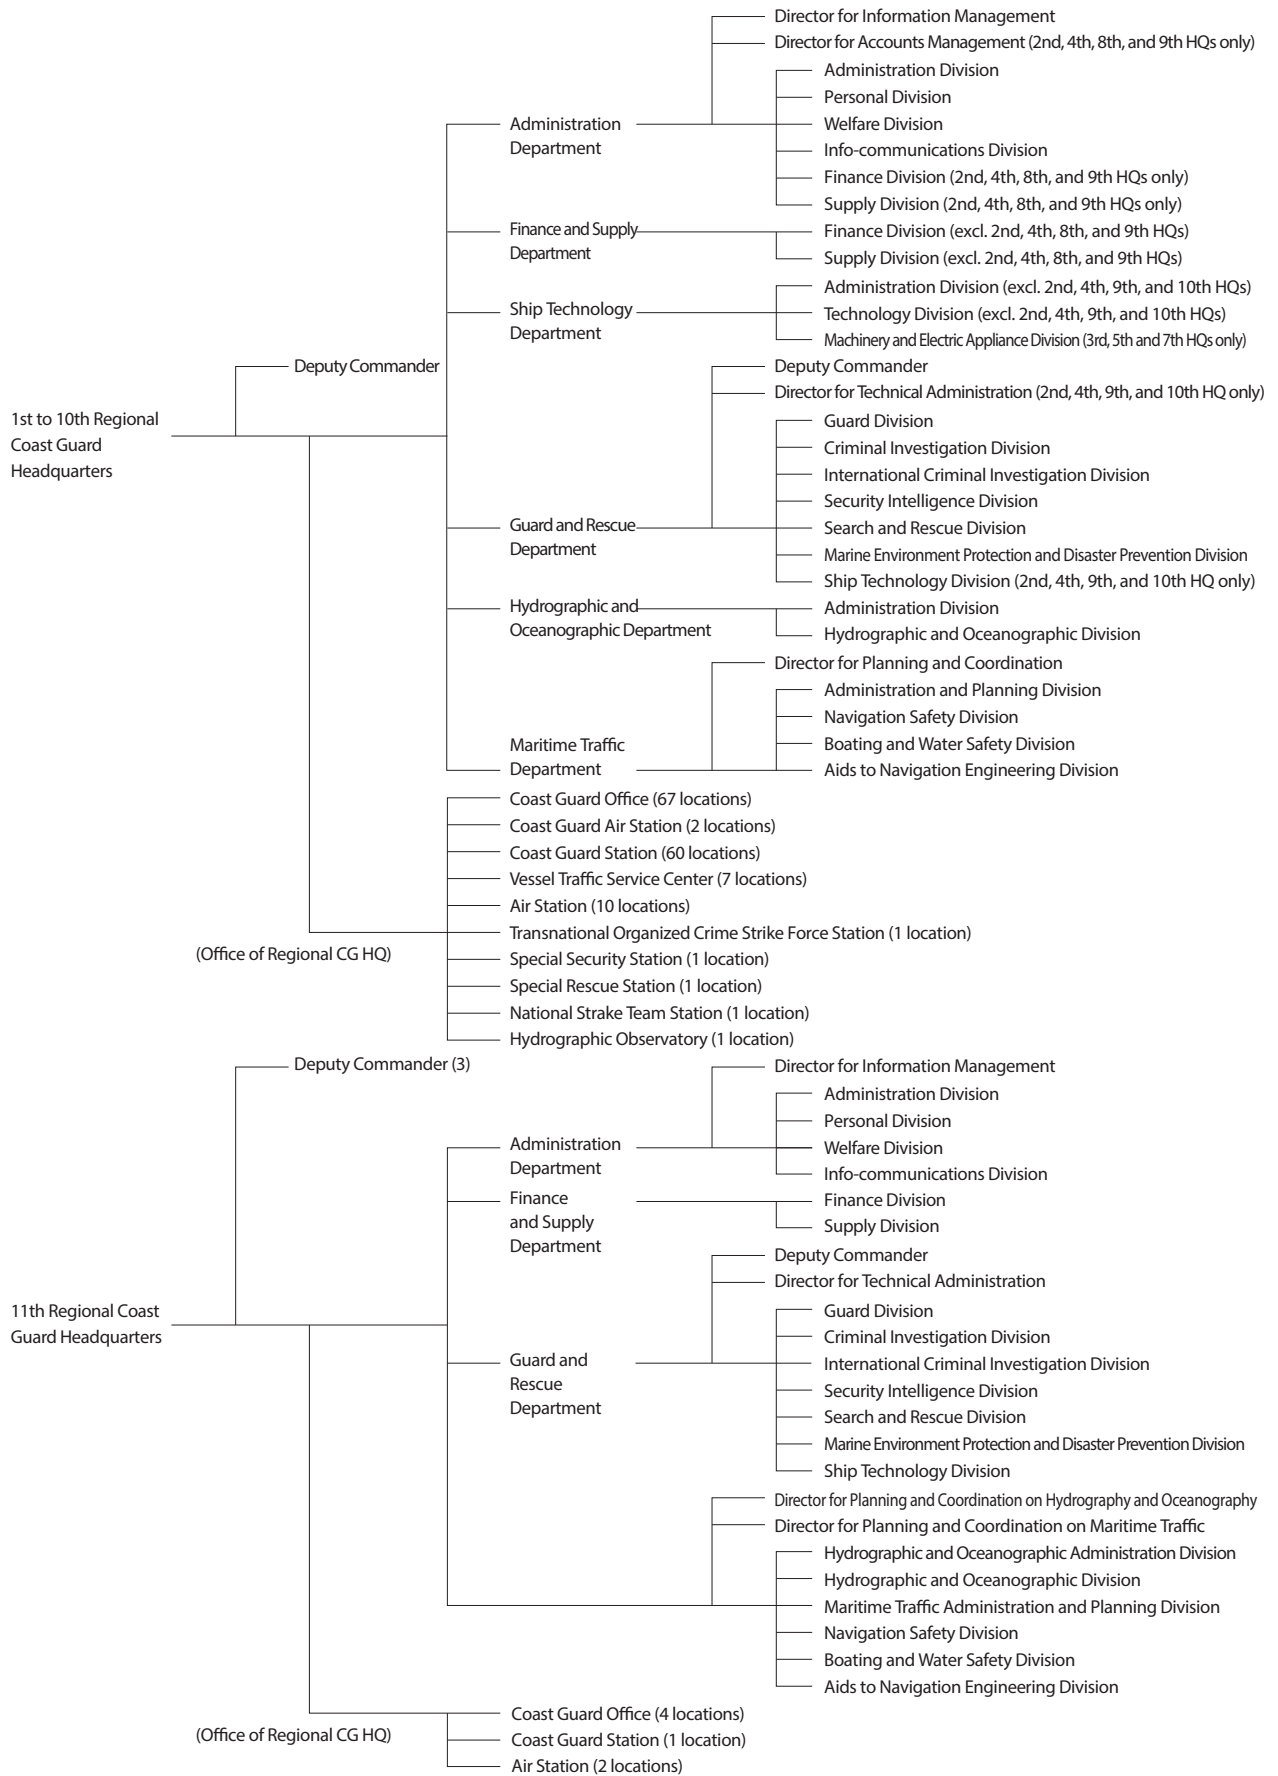 Director for Information Management
Director for Accounts Management (2nd, 4th, 8th, and 9th HQs only)
Administration Division
Personal Division
Administration
Department
Welfare Division
Info-communications Division
Finance Division (2nd, 4th, 8th, and 9th HQs only)
Supply Division (2nd, 4th, 8th, and 9th HQs only)
Finance and Supply
Department
Finance Division (excl. 2nd, 4th, 8th, and 9th HQs)
Supply Division (excl. 2nd, 4th, 8th, and 9th HQs)
Ship Technology
Department
Administration Division (excl. 2nd, 4th, 9th, and 10th HQs)
Technology Division (excl. 2nd, 4th, 9th, and 10th HQs)
Machinery and Electric Appliance Division (3rd, 5th and 7th HQs only)
Deputy Commander
1st to 10th Regional
Coast Guard
Headquarters
Deputy Commander
Director for Technical Administration (2nd, 4th, 9th, and 10th HQ only)
Guard Division
Criminal Investigation Division
International Criminal Investigation Division
Security Intelligence Division
Guard and Rescue
Department
Search and Rescue Division
Marine Environment Protection and Disaster Prevention Division
Ship Technology Division (2nd, 4th, 9th, and 10th HQ only)
Hydrographic and
Oceanographic Department
Administration Division
Hydrographic and Oceanographic Division
Director for Planning and Coordination
Administration and Planning Division
Navigation Safety Division
Maritime Traffic
Department
Boating and Water Safety Division
Aids to Navigation Engineering Division
Coast Guard Office (67 locations)
Coast Guard Air Station (2 locations)
Coast Guard Station (60 locations)
Vessel Traffic Service Center (7 locations)
Air Station (10 locations)
Transnational Organized Crime Strike Force Station (1 location)
(Office of Regional CG HQ)
Special Security Station (1 location)
Special Rescue Station (1 location)
National Strake Team Station (1 location)
Hydrographic Observatory (1 location)
Deputy Commander (3)
Director for Information Management
Administration Division
Personal Division
Administration
Department
Welfare Division
Info-communications Division
Finance
and Supply
Department
Finance Division
Supply Division
Deputy Commander
Director for Technical Administration
11th Regional Coast
Guard Headquarters
Guard Division
Criminal Investigation Division
Guard and
Rescue
Department
International Criminal Investigation Division
Security Intelligence Division
Search and Rescue Division
Marine Environment Protection and Disaster Prevention Division
Ship Technology Division
Director for Planning and Coordination on Hydrography and Oceanography
Director for Planning and Coordination on Maritime Traffic
Hydrographic and Oceanographic Administration Division
Hydrographic and Oceanographic Division
Maritime Traffic Administration and Planning Division
Navigation Safety Division
Boating and Water Safety Division
Aids to Navigation Engineering Division
(Office of Regional CG HQ)
Coast Guard Office (4 locations)
Coast Guard Station (1 location)
Air Station (2 locations)